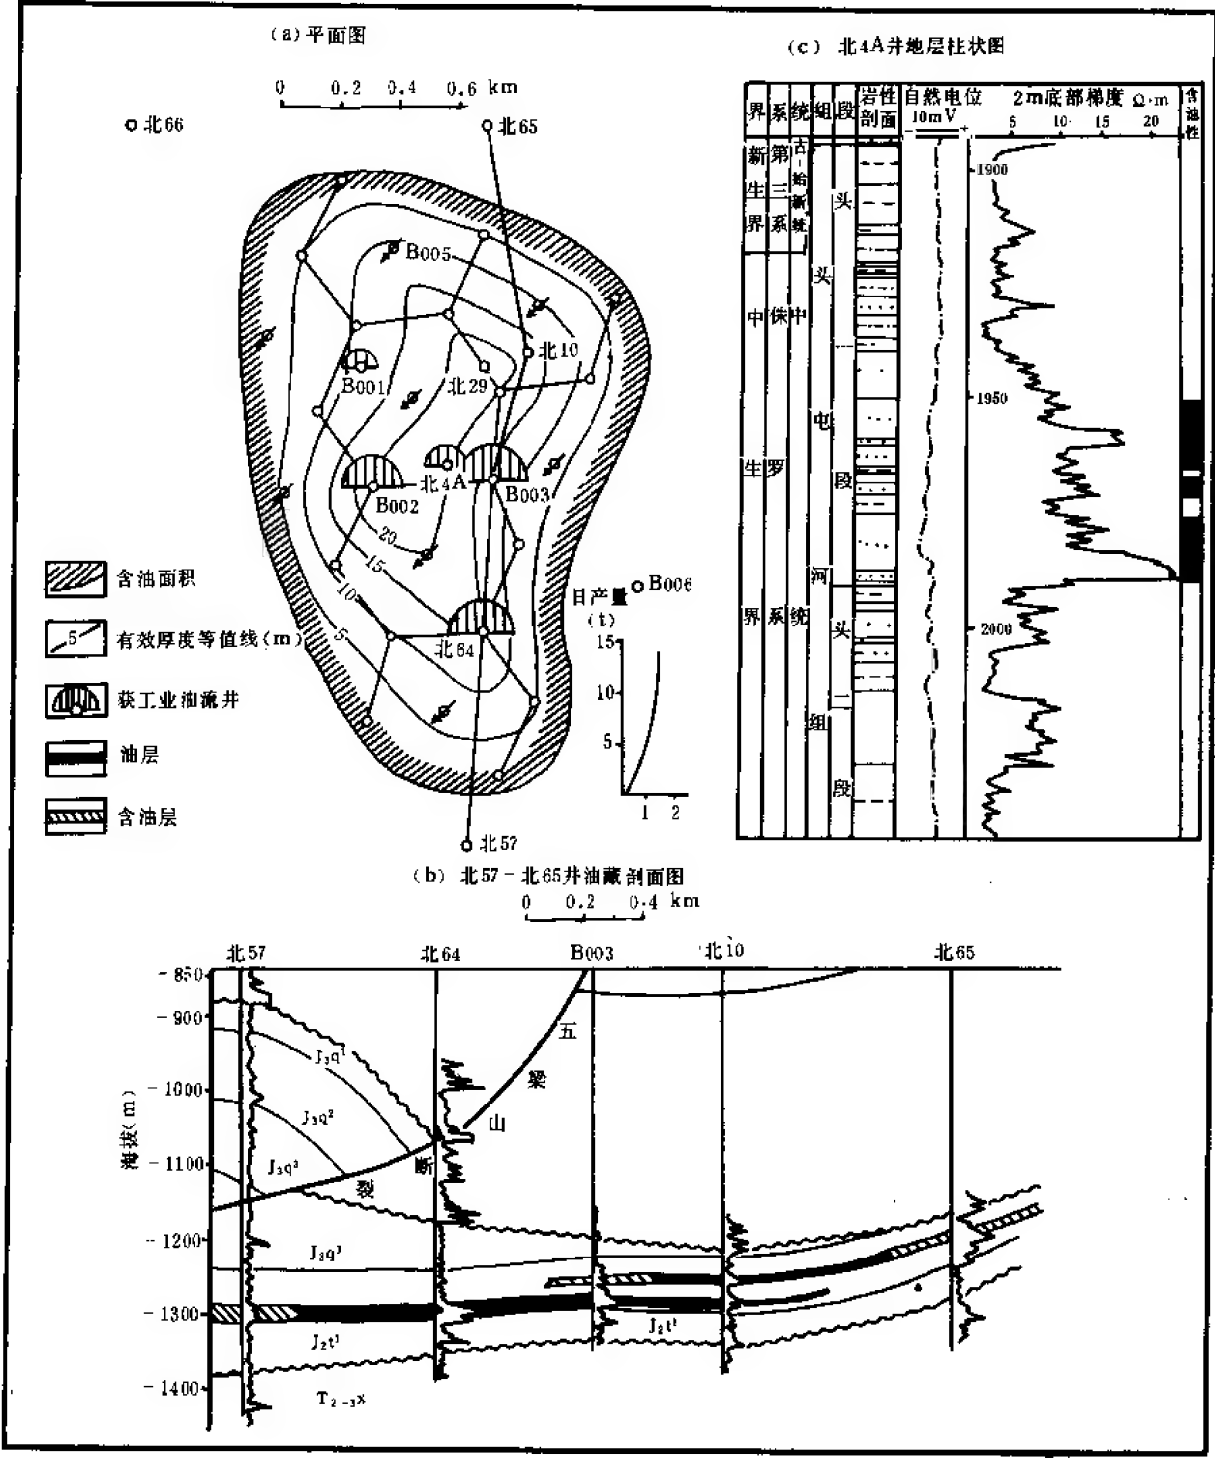 (a)平面图
0 0.2 0.4 0.6 km
北66
北65
B005
北10
B001
北29
北4A
B002
B003
20
15
10
5
北64
B006
日产量
(t)
15
10
5
1 2
北57
含油面积
5 有效厚度等值线(m)
获工业油流井
油层
含油层
(c) 北4A井地层柱状图
界 系 统 组 段 岩性剖面 自然电位 2m底部梯度 Ω·m 含油性
10mV
- +
5 10 15 20
新生界 第三系 古-始新统
中生界 侏罗系 中统
头屯河组
头一段
头二段
1900
1950
2000
(b) 北57-北65井油藏剖面图
0 0.2 0.4 km
北57 北64 B003 北10 北65
海拔(m)
-850
-900
-1000
-1100
-1200
-1300
-1400
J₃q¹
J₃q²
J₃q³
J₃q³
五梁山断裂
J₂t¹
J₂t¹
T₂₋₃x